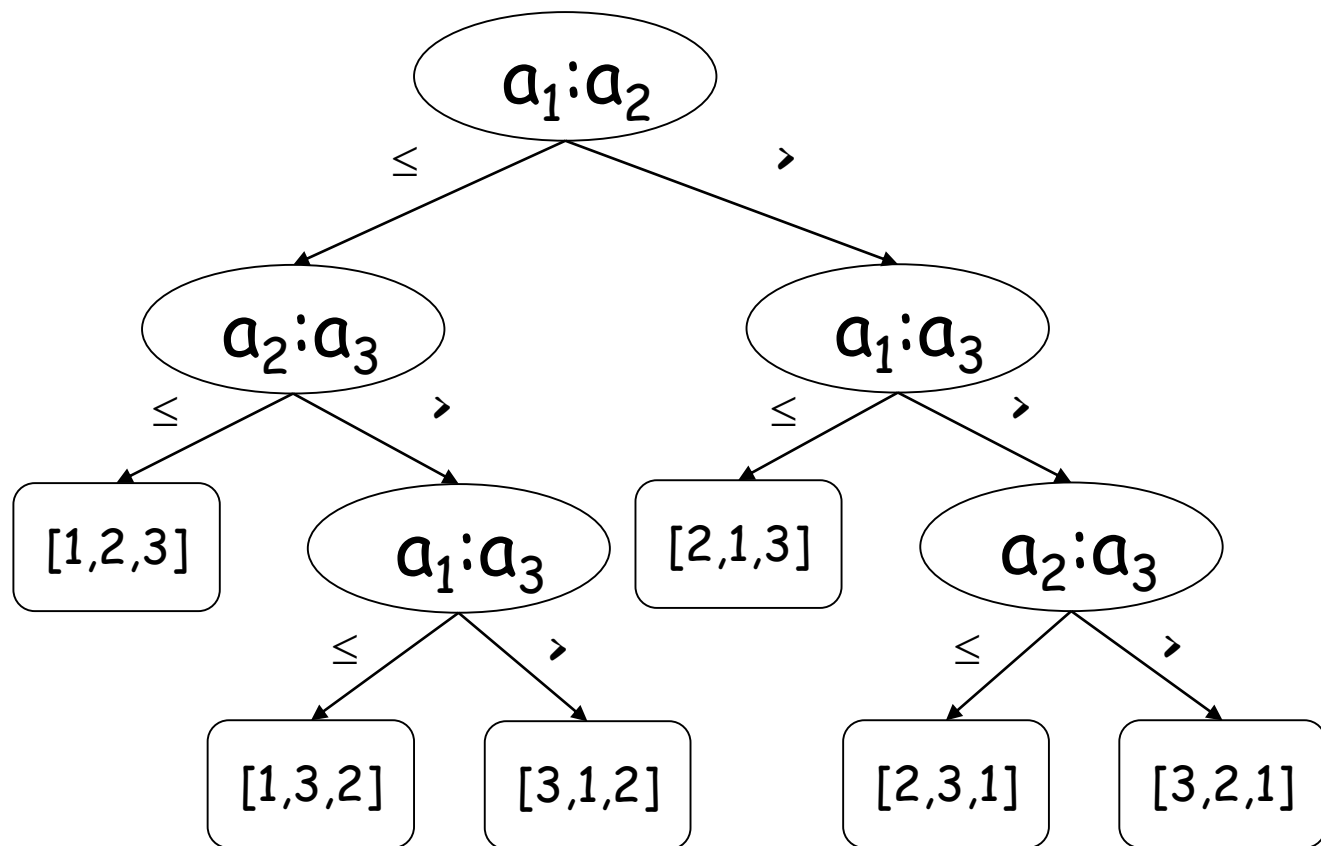 a₁:a₂
≤ >
a₂:a₃ a₁:a₃
≤ > ≤ >
[1,2,3] a₁:a₃ [2,1,3] a₂:a₃
≤ > ≤ >
[1,3,2] [3,1,2] [2,3,1] [3,2,1]